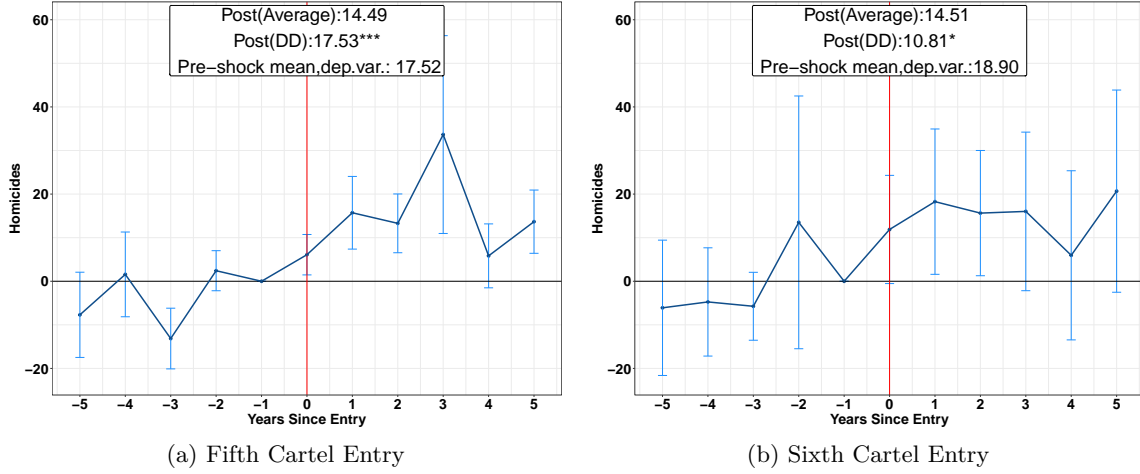 Post(Average):14.49
Post(DD):17.53***
Pre−shock mean,dep.var.: 17.52
60
40
20
0
−20
Homicides
−5 −4 −3 −2 −1 0 1 2 3 4 5
Years Since Entry
(a) Fifth Cartel Entry
Post(Average):14.51
Post(DD):10.81*
Pre−shock mean,dep.var.:18.90
60
40
20
0
−20
Homicides
−5 −4 −3 −2 −1 0 1 2 3 4 5
Years Since Entry
(b) Sixth Cartel Entry